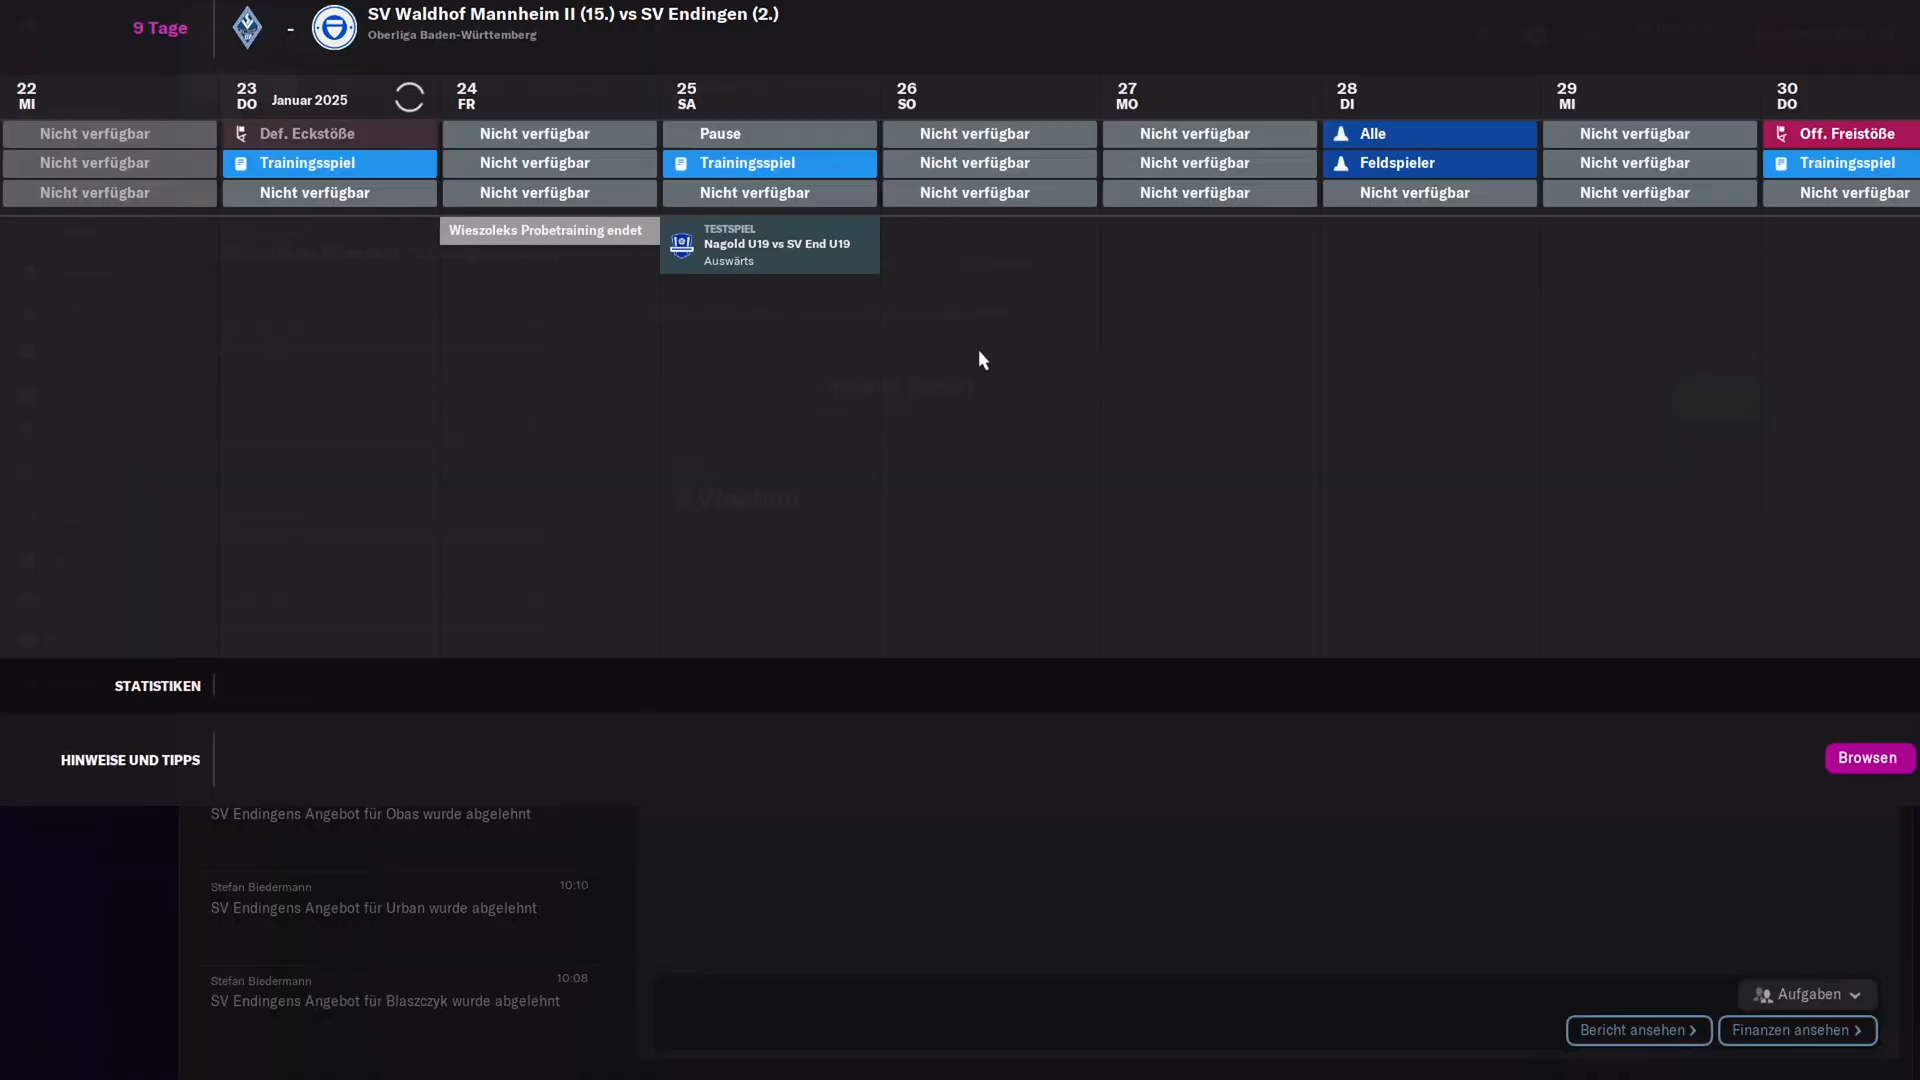 9 Tage
-
SV Waldhof Mannheim II (15.) vs SV Endingen (2.)
Oberliga Baden-Württemberg
22 MI
23 DO Januar 2025
24 FR
25 SA
26 SO
27 MO
28 DI
29 MI
30 DO
Nicht verfügbar Def. Eckstöße Nicht verfügbar Pause Nicht verfügbar Nicht verfügbar Alle Nicht verfügbar Off. Freistöße
Nicht verfügbar Trainingsspiel Nicht verfügbar Trainingsspiel Nicht verfügbar Nicht verfügbar Feldspieler Nicht verfügbar Trainingsspiel
Nicht verfügbar Nicht verfügbar Nicht verfügbar Nicht verfügbar Nicht verfügbar Nicht verfügbar Nicht verfügbar Nicht verfügbar Nicht verfügbar
Wieszoleks Probetraining endet
TESTSPIEL
Nagold U19 vs SV End U19
Auswärts
STATISTIKEN
HINWEISE UND TIPPS
Browsen
SV Endingens Angebot für Obas wurde abgelehnt
Stefan Biedermann 10:10
SV Endingens Angebot für Urban wurde abgelehnt
Stefan Biedermann 10:08
SV Endingens Angebot für Blaszczyk wurde abgelehnt
Aufgaben
Bericht ansehen
Finanzen ansehen